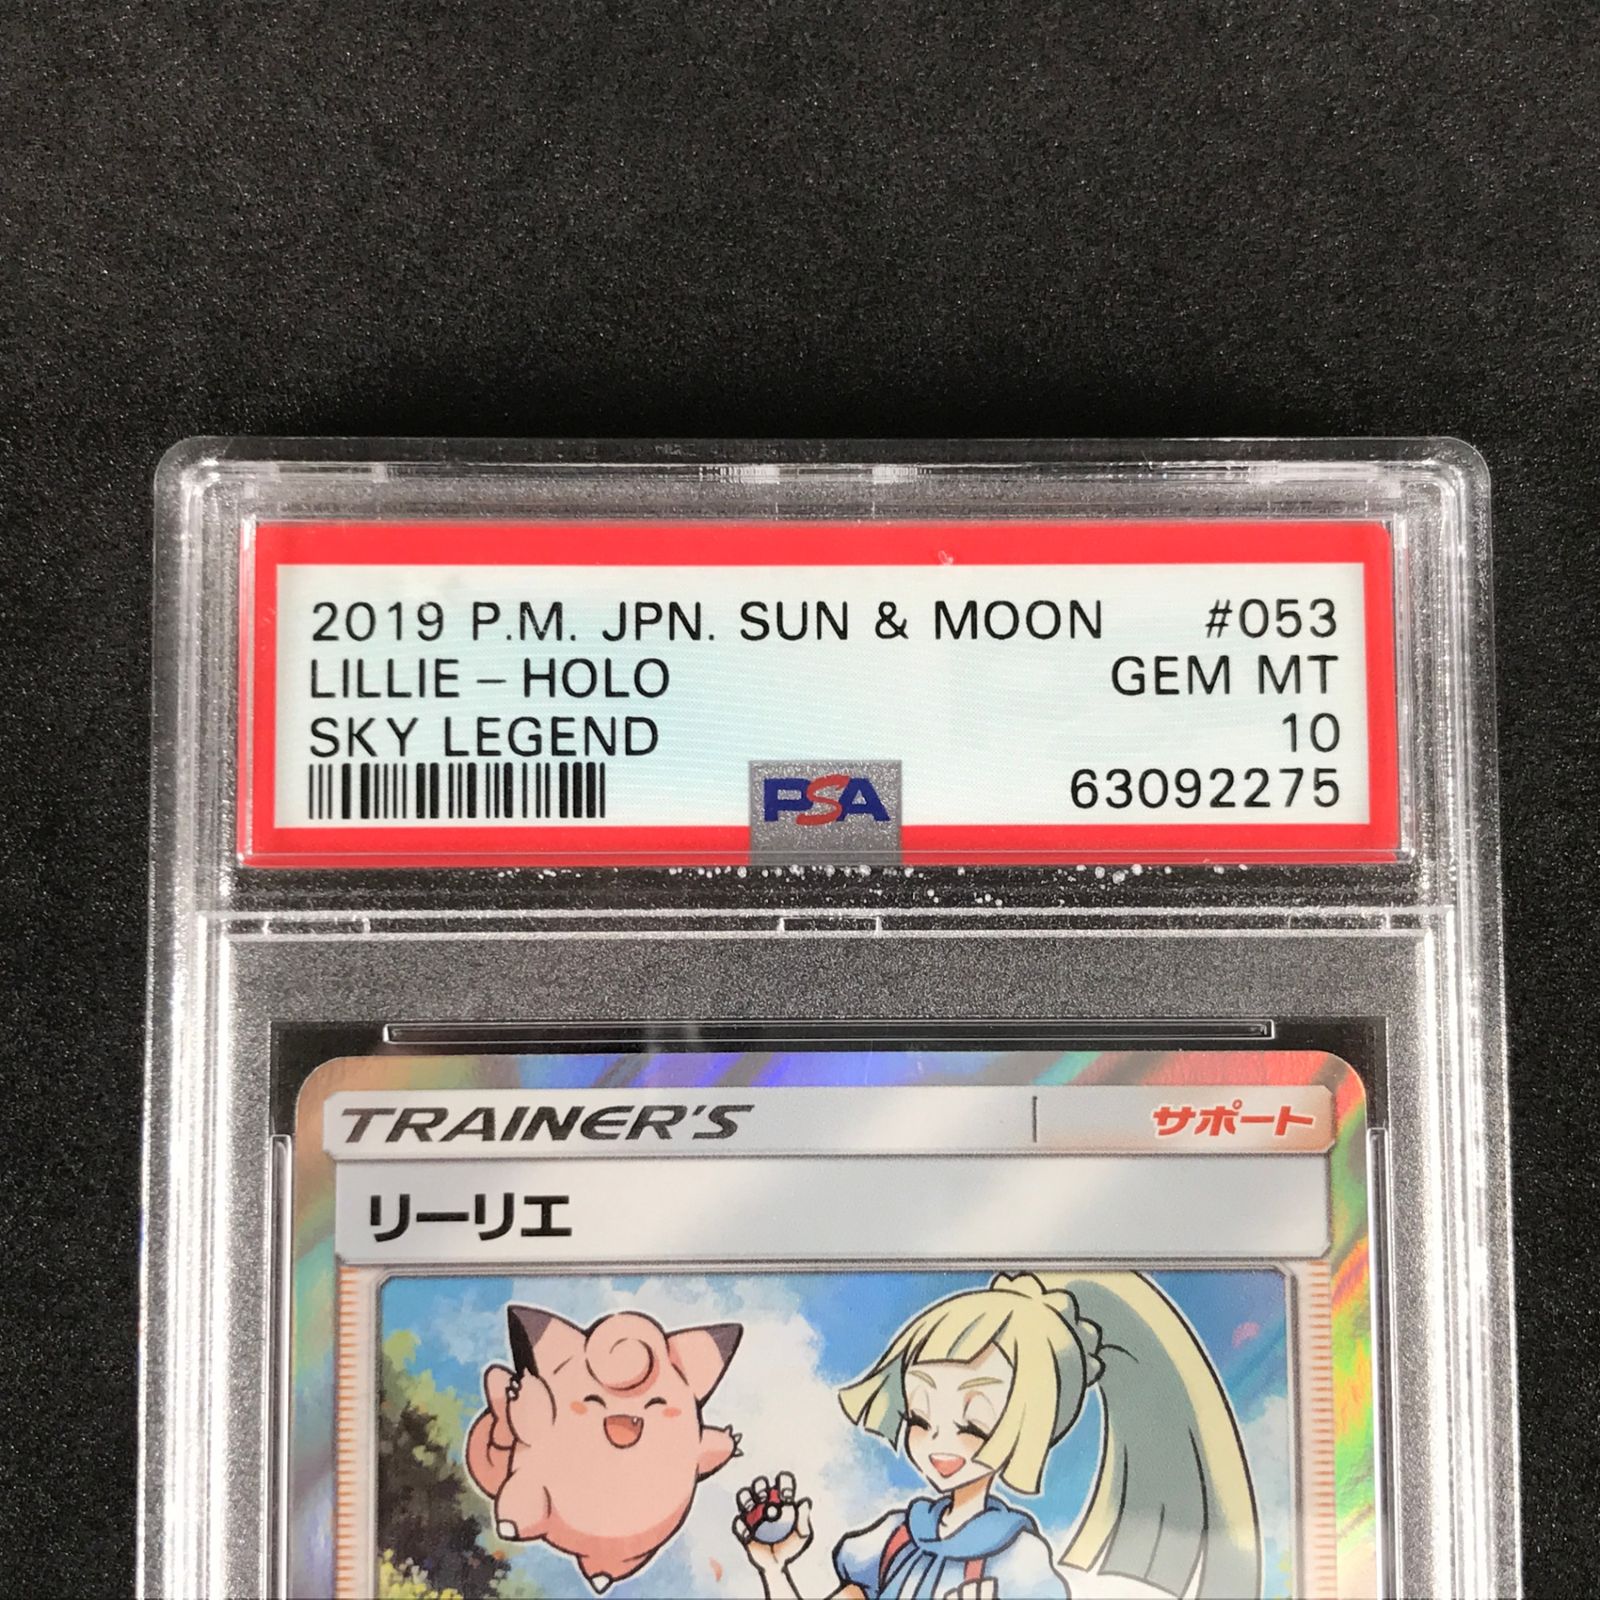 2019 P.M. JPN. SUN & MOON #053
LILLIE - HOLO GEM MT
SKY LEGEND 10
PSA 63092275
TRAINER'S サポート
リーリエ